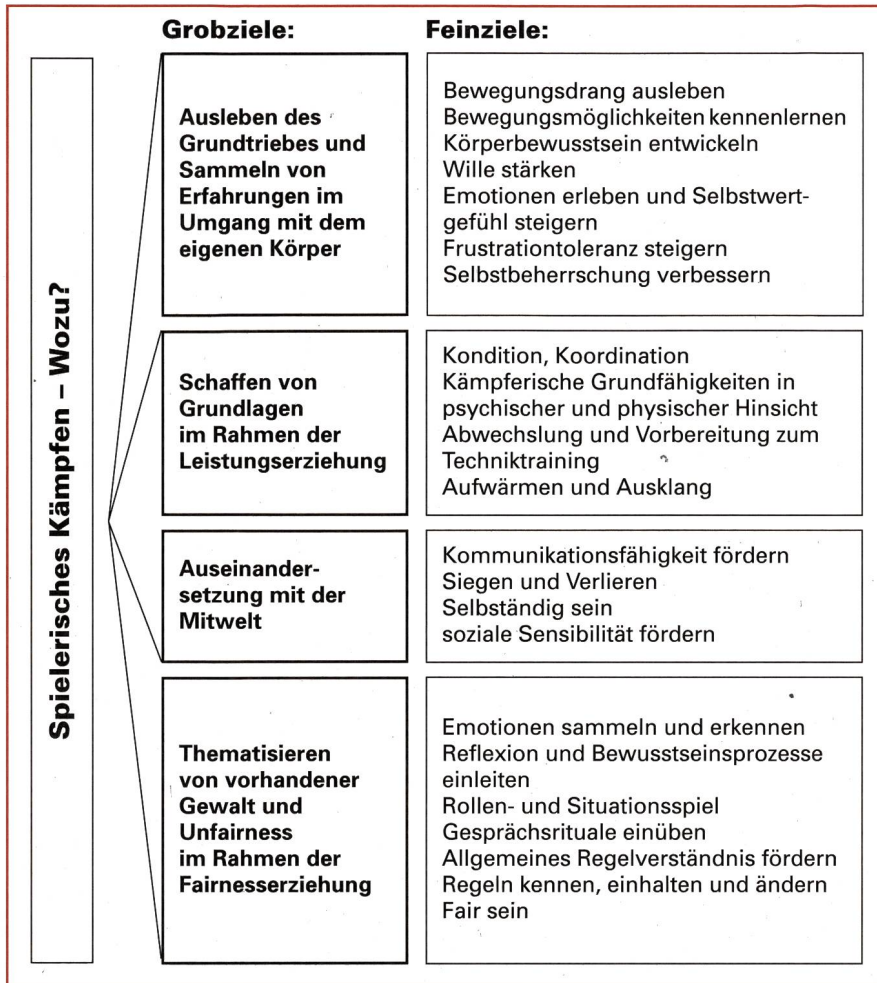 Spielerisches Kämpfen – Wozu?
Grobziele:
Feinziele:
Ausleben des
Grundtriebes und
Sammeln von
Erfahrungen im
Umgang mit dem
eigenen Körper
Bewegungsdrang ausleben
Bewegungsmöglichkeiten kennenlernen
Körperbewusstsein entwickeln
Wille stärken
Emotionen erleben und Selbstwert-
gefühl steigern
Frustrationtoleranz steigern
Selbstbeherrschung verbessern
Schaffen von
Grundlagen
im Rahmen der
Leistungserziehung
Kondition, Koordination
Kämpferische Grundfähigkeiten in
psychischer und physischer Hinsicht
Abwechslung und Vorbereitung zum
Techniktraining
Aufwärmen und Ausklang
Auseinander-
setzung mit der
Mitwelt
Kommunikationsfähigkeit fördern
Siegen und Verlieren
Selbständig sein
soziale Sensibilität fördern
Thematisieren
von vorhandener
Gewalt und
Unfairness
im Rahmen der
Fairnesserziehung
Emotionen sammeln und erkennen
Reflexion und Bewusstseinsprozesse
einleiten
Rollen- und Situationsspiel
Gesprächsrituale einüben
Allgemeines Regelverständnis fördern
Regeln kennen, einhalten und ändern
Fair sein